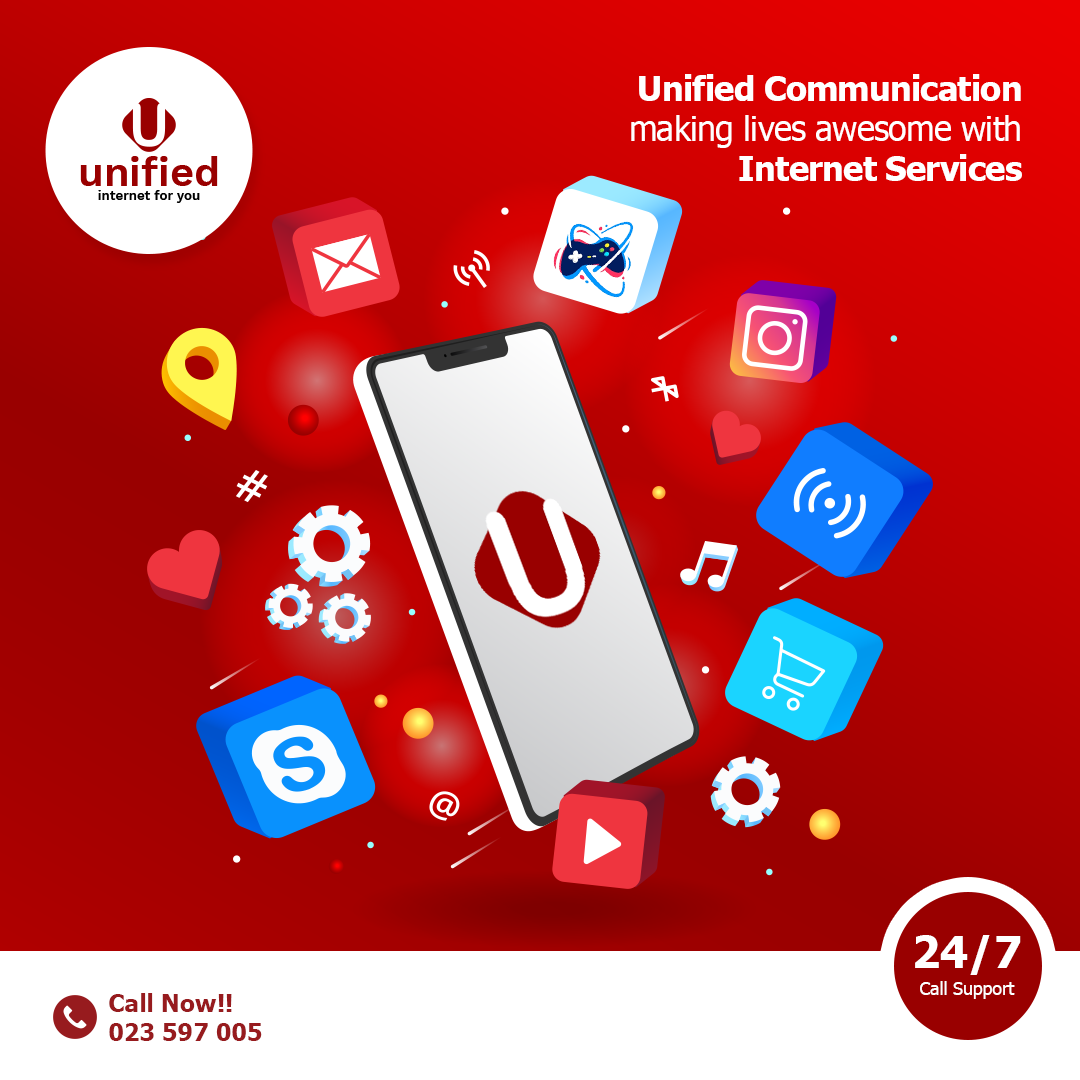 unified
internet for you
Unified Communication
making lives awesome with
Internet Services
#
@
24/7
Call Support
Call Now!!
023 597 005